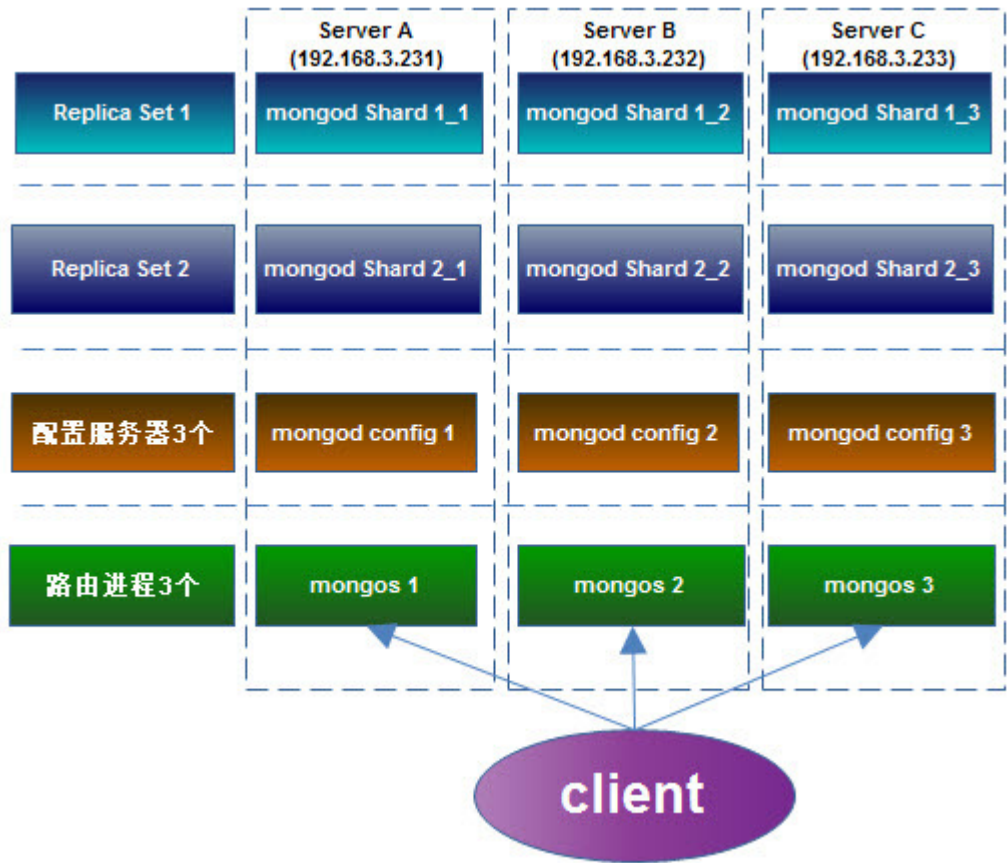 Server A
(192.168.3.231)
Server B
(192.168.3.232)
Server C
(192.168.3.233)
Replica Set 1
mongod Shard 1_1
mongod Shard 1_2
mongod Shard 1_3
Replica Set 2
mongod Shard 2_1
mongod Shard 2_2
mongod Shard 2_3
配置服务器3个
mongod config 1
mongod config 2
mongod config 3
路由进程3个
mongos 1
mongos 2
mongos 3
client